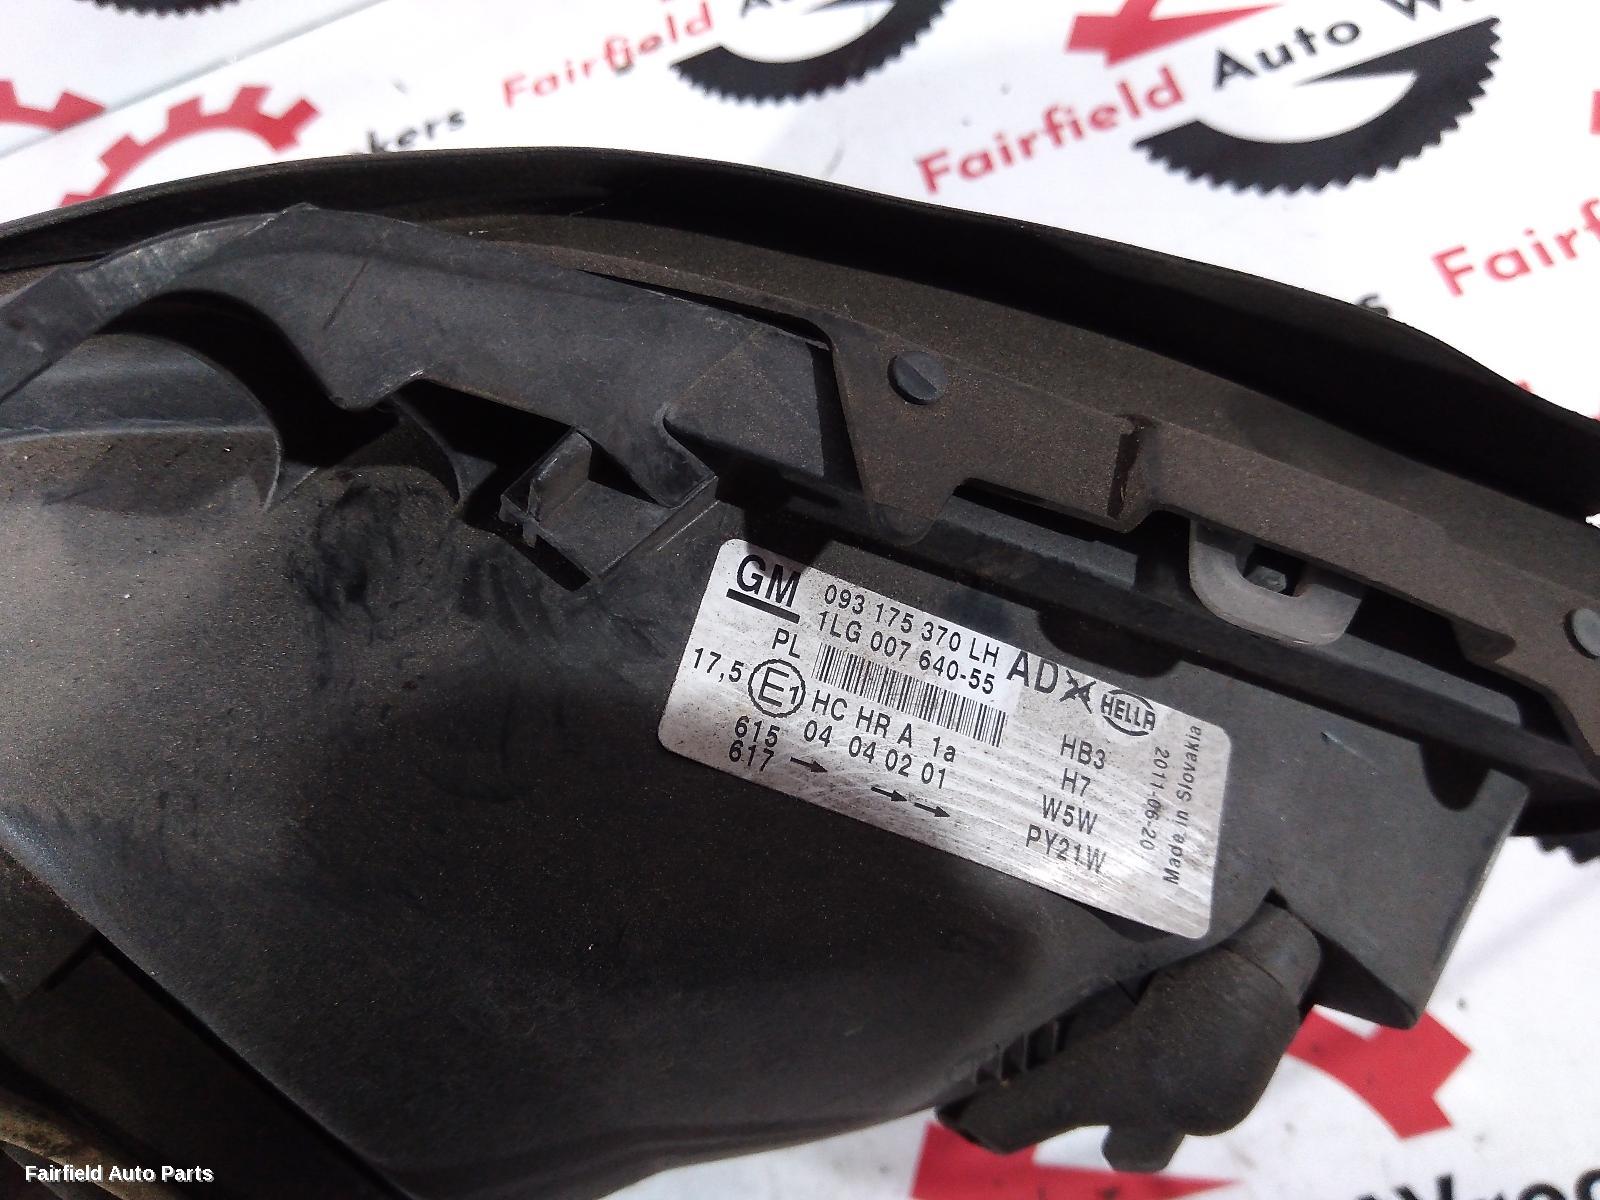 Fairfield Auto W
Fairfield
kers
Fairf
GM
093 175 370 LH
1LG 007 640-55
AD
HELLA
PL
17,5 E1 HC HR A 1a
615 04 04 02 01
617
HB3
H7
W5W
PY21W
2011-06-20
Made in Slovakia
Fairfield Auto Parts